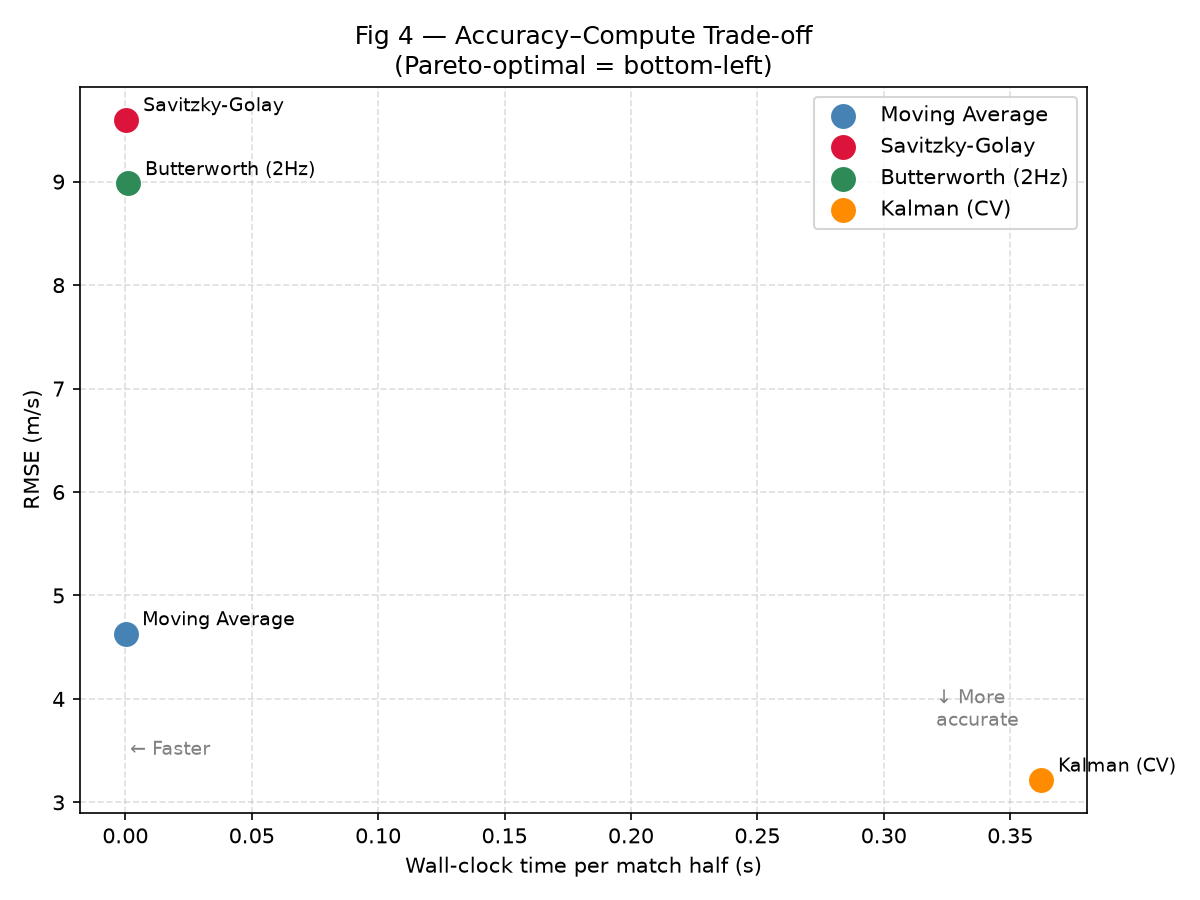 Fig 4 — Accuracy–Compute Trade-off
(Pareto-optimal = bottom-left)
Savitzky-Golay
Butterworth (2Hz)
Moving Average
Savitzky-Golay
Butterworth (2Hz)
Kalman (CV)
9
8
7
6
5
4
3
RMSE (m/s)
Moving Average
↓ More
accurate
← Faster
Kalman (CV)
0.00 0.05 0.10 0.15 0.20 0.25 0.30 0.35
Wall-clock time per match half (s)